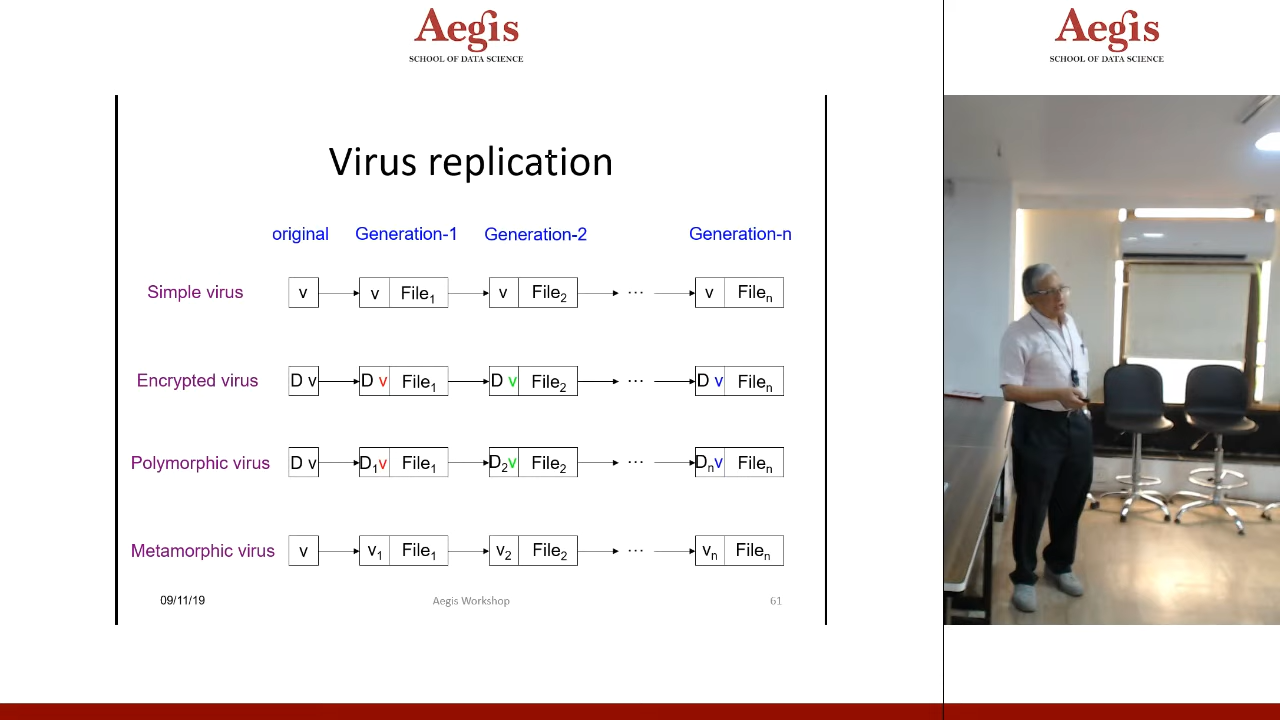 Aegis
SCHOOL OF DATA SCIENCE
Aegis
SCHOOL OF DATA SCIENCE
Virus replication
original Generation-1 Generation-2 Generation-n
Simple virus v v File1 v File2 ... v Filen
Encrypted virus D v D v File1 D v File2 ... D v Filen
Polymorphic virus D v D1v File1 D2v File2 ... Dnv Filen
Metamorphic virus v v1 File1 v2 File2 ... vn Filen
09/11/19 Aegis Workshop 61